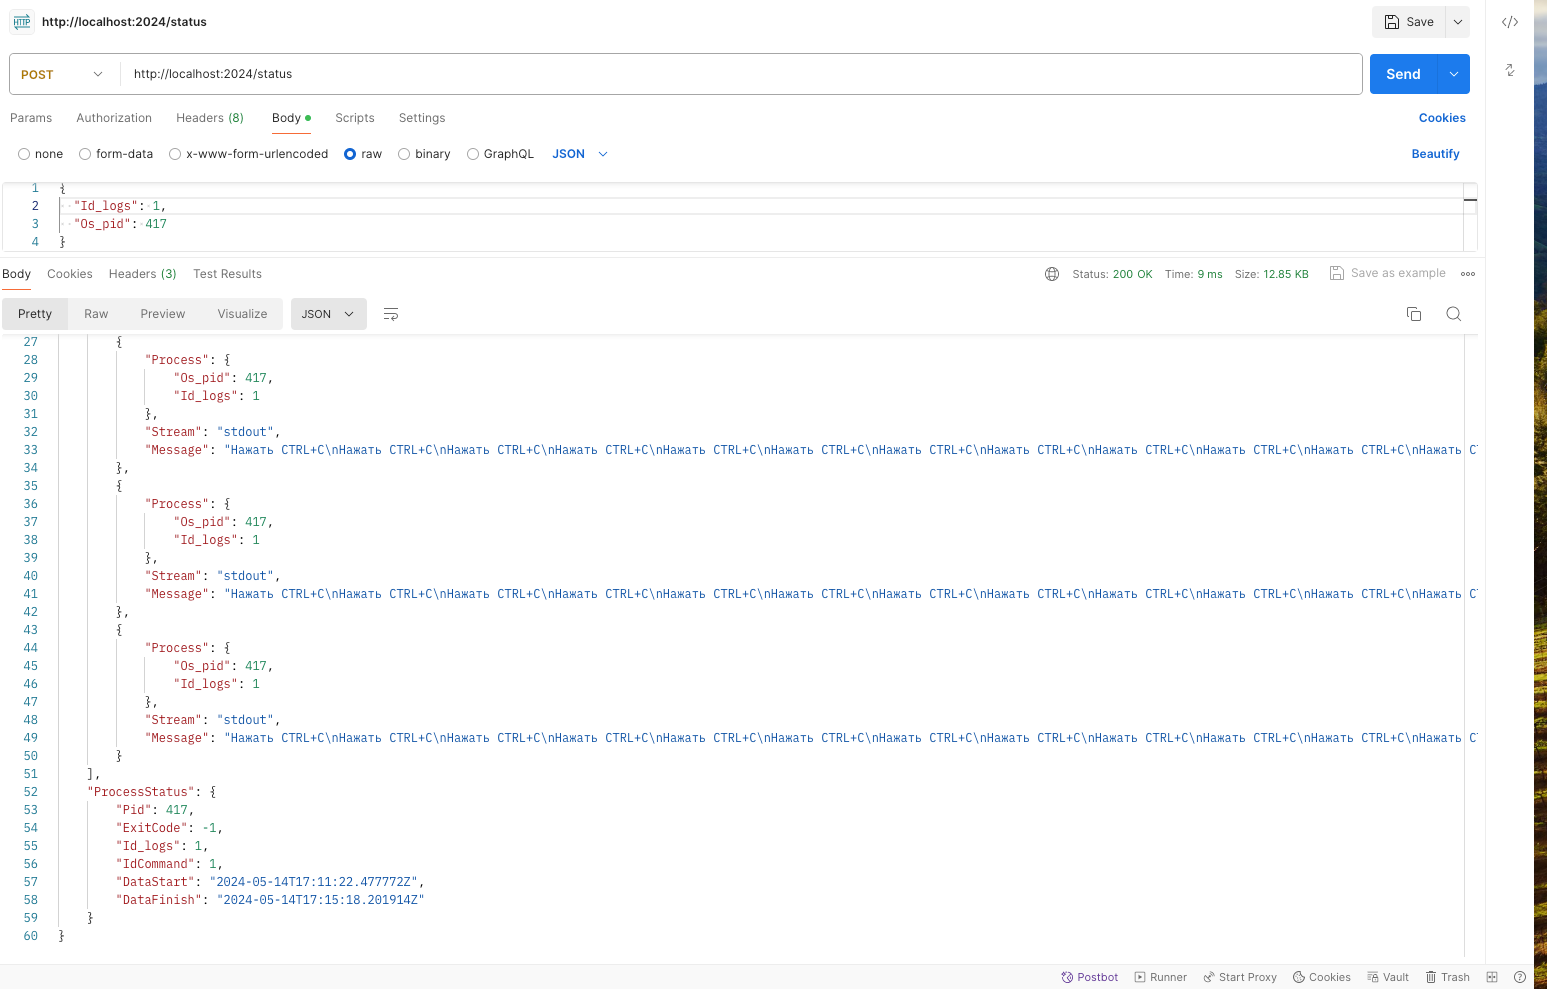 HTTP http://localhost:2024/status Save </>
POST http://localhost:2024/status Send
Params Authorization Headers (8) Body Scripts Settings Cookies
none form-data x-www-form-urlencoded raw binary GraphQL JSON Beautify
1 {
2 "Id_logs": 1,
3 "Os_pid": 417
4 }
Body Cookies Headers (3) Test Results Status: 200 OK Time: 9 ms Size: 12.85 KB Save as example
Pretty Raw Preview Visualize JSON
27 {
28 "Process": {
29 "Os_pid": 417,
30 "Id_logs": 1
31 },
32 "Stream": "stdout",
33 "Message": "Нажать CTRL+C\nНажать CTRL+C\nНажать CTRL+C\nНажать CTRL+C\nНажать CTRL+C\nНажать CTRL+C\nНажать CTRL+C\nНажать CTRL+C\nНажать CTRL+C\nНажать CTRL+C\nНажать CTRL+C\nНажать CT
34 },
35 {
36 "Process": {
37 "Os_pid": 417,
38 "Id_logs": 1
39 },
40 "Stream": "stdout",
41 "Message": "Нажать CTRL+C\nНажать CTRL+C\nНажать CTRL+C\nНажать CTRL+C\nНажать CTRL+C\nНажать CTRL+C\nНажать CTRL+C\nНажать CTRL+C\nНажать CTRL+C\nНажать CTRL+C\nНажать CTRL+C\nНажать CT
42 },
43 {
44 "Process": {
45 "Os_pid": 417,
46 "Id_logs": 1
47 },
48 "Stream": "stdout",
49 "Message": "Нажать CTRL+C\nНажать CTRL+C\nНажать CTRL+C\nНажать CTRL+C\nНажать CTRL+C\nНажать CTRL+C\nНажать CTRL+C\nНажать CTRL+C\nНажать CTRL+C\nНажать CTRL+C\nНажать CTRL+C\nНажать CT
50 }
51 ],
52 "ProcessStatus": {
53 "Pid": 417,
54 "ExitCode": -1,
55 "Id_logs": 1,
56 "IdCommand": 1,
57 "DataStart": "2024-05-14T17:11:22.477772Z",
58 "DataFinish": "2024-05-14T17:15:18.201914Z"
59 }
60 }
Postbot Runner Start Proxy Cookies Vault Trash